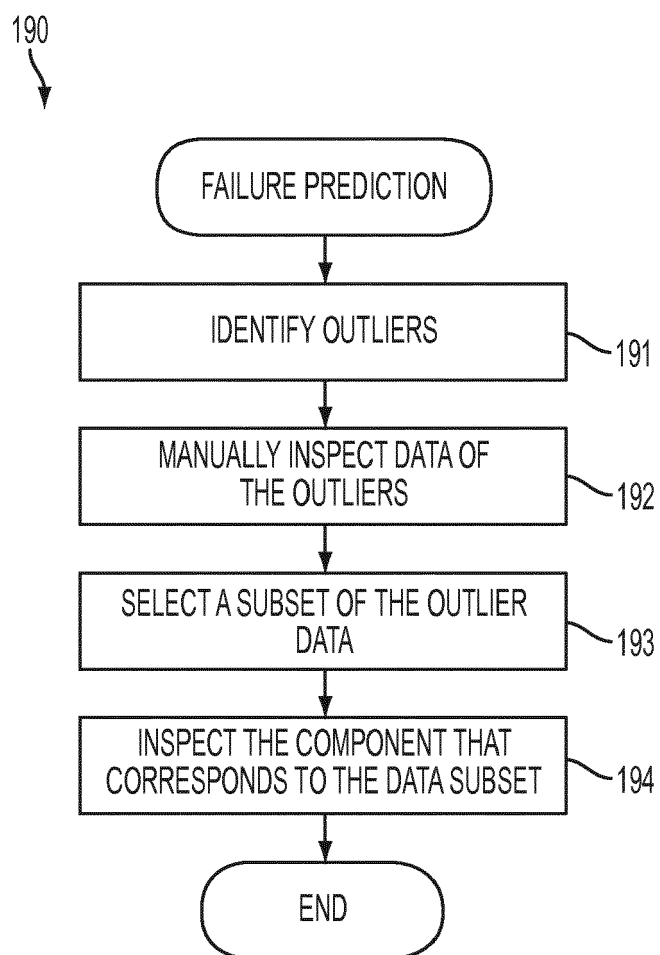 190
FAILURE PREDICTION
IDENTIFY OUTLIERS
191
MANUALLY INSPECT DATA OF
THE OUTLIERS
192
SELECT A SUBSET OF THE OUTLIER
DATA
193
INSPECT THE COMPONENT THAT
CORRESPONDS TO THE DATA SUBSET
194
END